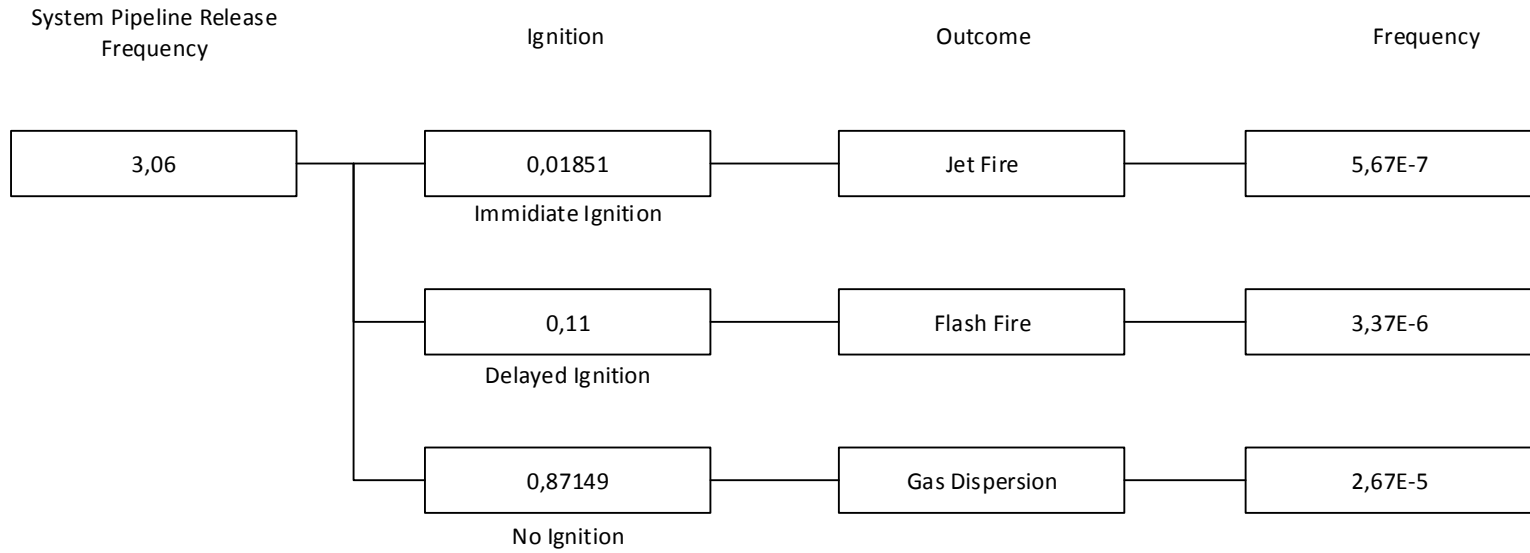 System Pipeline Release
Frequency
Ignition
Outcome
Frequency
3,06
0,01851
Jet Fire
5,67E-7
Immidiate Ignition
0,11
Flash Fire
3,37E-6
Delayed Ignition
0,87149
Gas Dispersion
2,67E-5
No Ignition